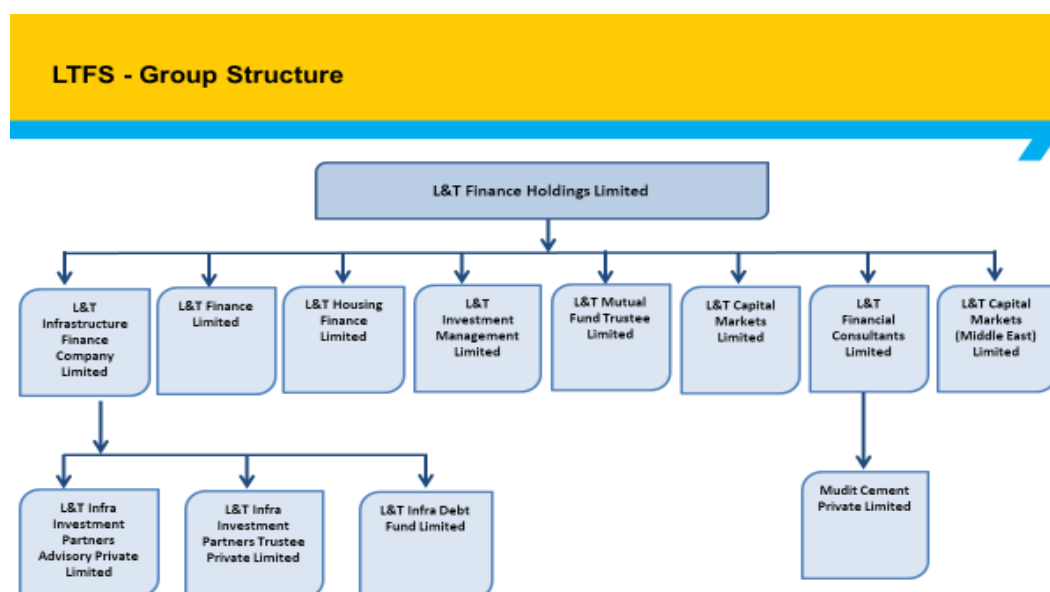 LTFS - Group Structure
L&T Finance Holdings Limited
L&T
Infrastructure
Finance
Company
Limited
L&T Finance
Limited
L&T Housing
Finance
Limited
L&T
Investment
Management
Limited
L&T Mutual
Fund Trustee
Limited
L&T Capital
Markets
Limited
L&T
Financial
Consultants
Limited
L&T Capital
Markets
(Middle East)
Limited
L&T Infra
Investment
Partners
Advisory Private
Limited
L&T Infra
Investment
Partners Trustee
Private Limited
L&T Infra Debt
Fund Limited
Mudit Cement
Private Limited